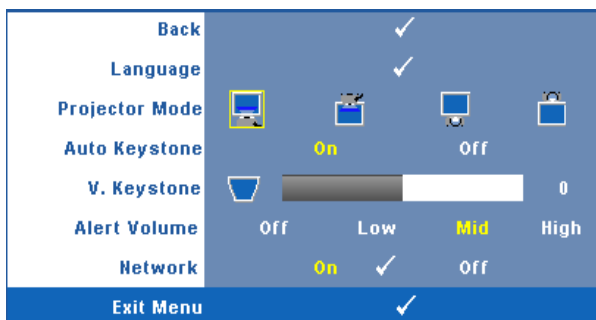 Back
Language
Projector Mode
Auto Keystone On Off
V. Keystone 0
Alert Volume Off Low Mid High
Network On Off
Exit Menu